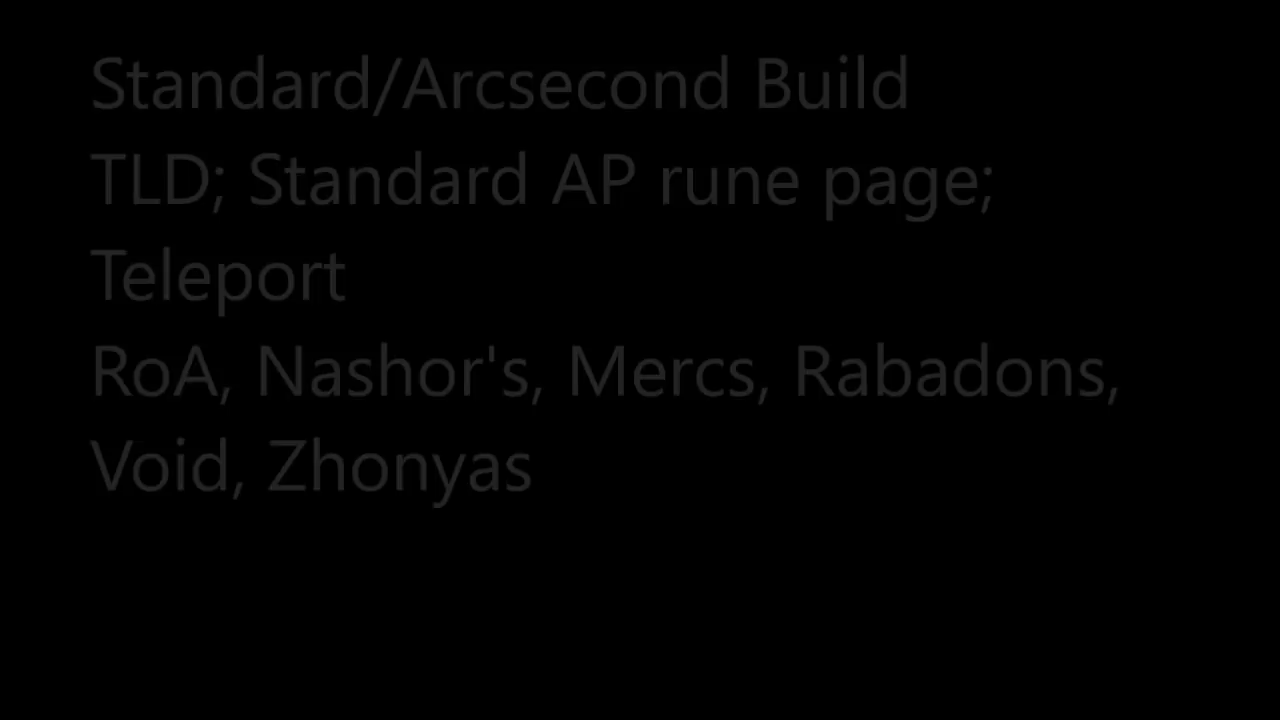 Standard/Arcsecond Build
TLD; Standard AP rune page;
Teleport
RoA, Nashor's, Mercs, Rabadons,
Void, Zhonyas